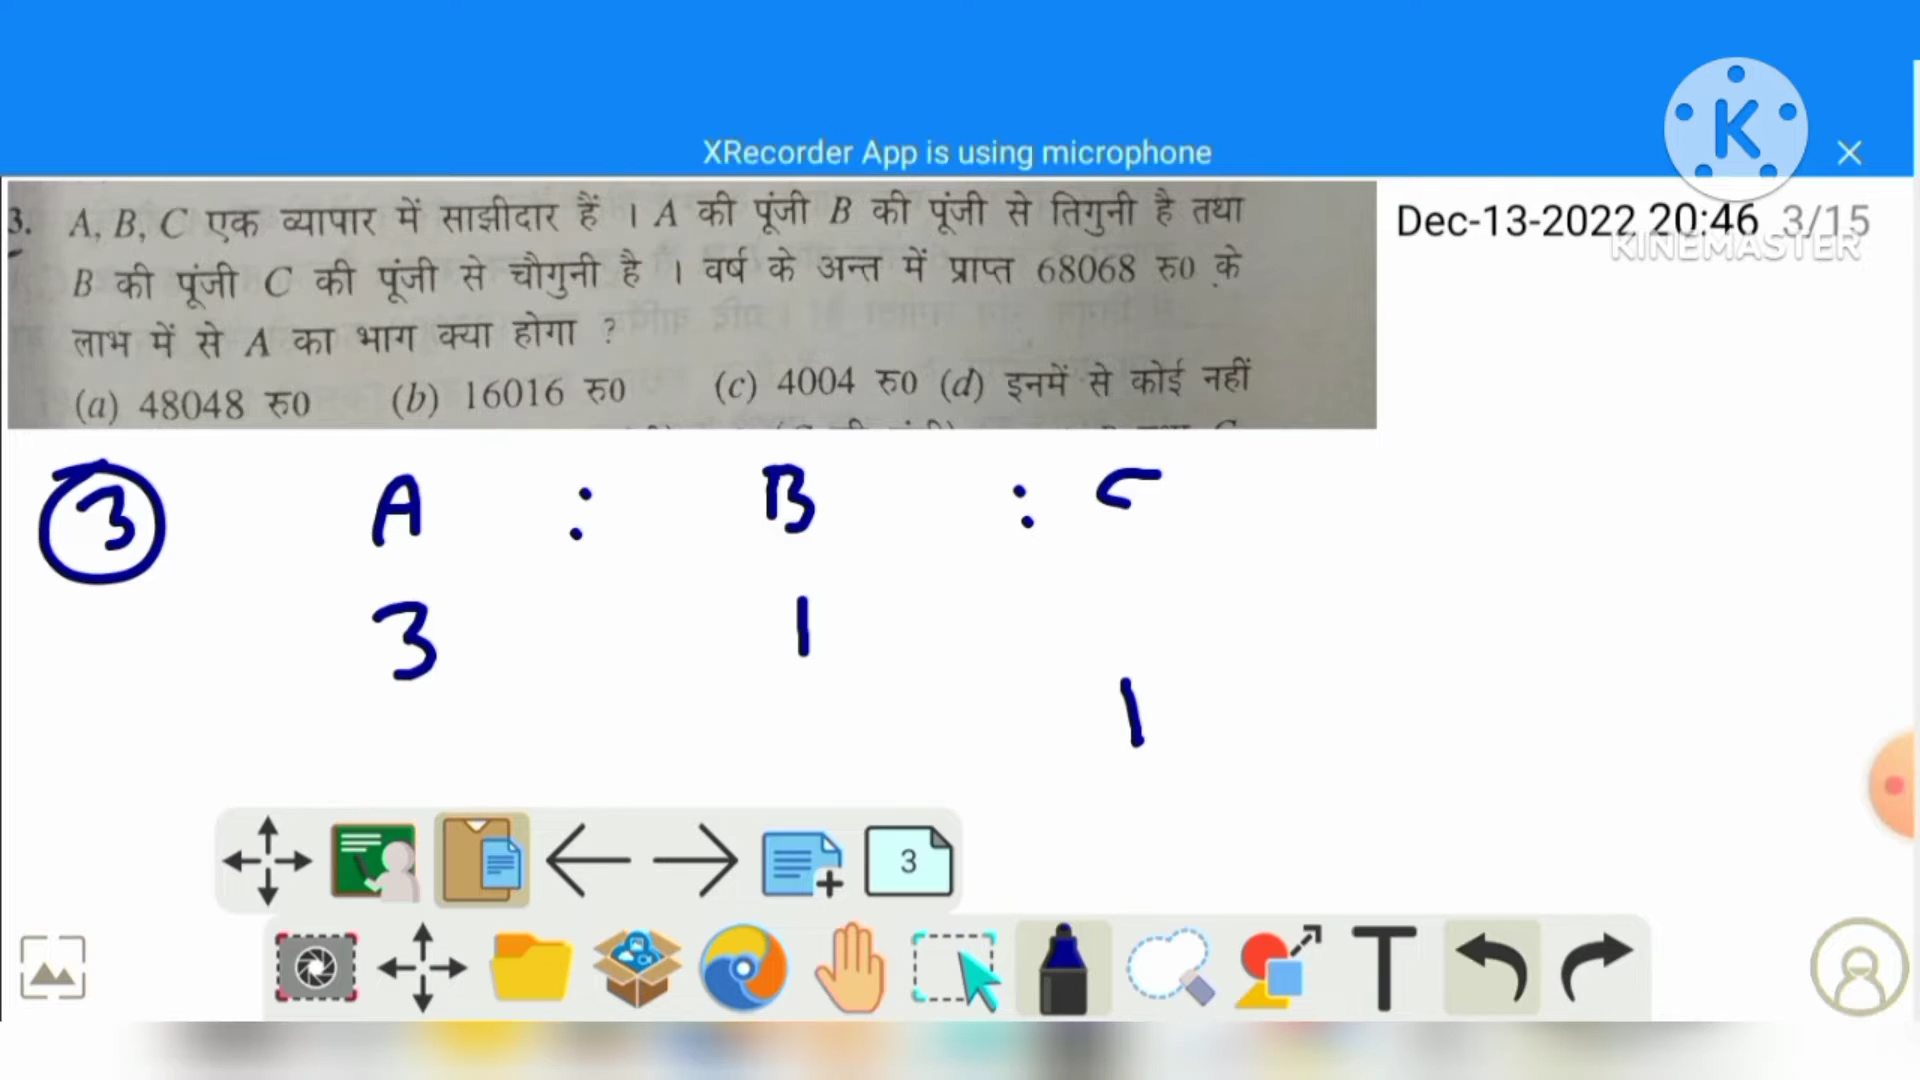 XRecorder App is using microphone
K
Dec-13-2022 20:46 3/15
KINEMASTER
3. A, B, C एक व्यापार में साझीदार हैं । A की पूंजी B की पूंजी से तिगुनी है तथा
B की पूंजी C की पूंजी से चौगुनी है । वर्ष के अन्त में प्राप्त 68068 रु0 के
लाभ में से A का भाग क्या होगा ?
(a) 48048 रु0 (b) 16016 रु0 (c) 4004 रु0 (d) इनमें से कोई नहीं
3 A : B : C
3 1
1
3
T